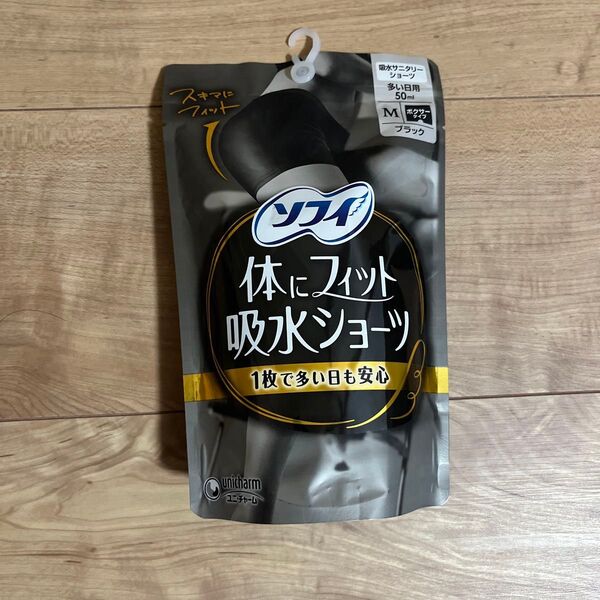 スキマに
フィット
吸水サニタリー
ショーツ
多い日用
50ml
M
ボクサー
タイプ
ブラック
ソフィ
体にフィット
吸水ショーツ
1枚で多い日も安心
unicharm
ユニ・チャーム